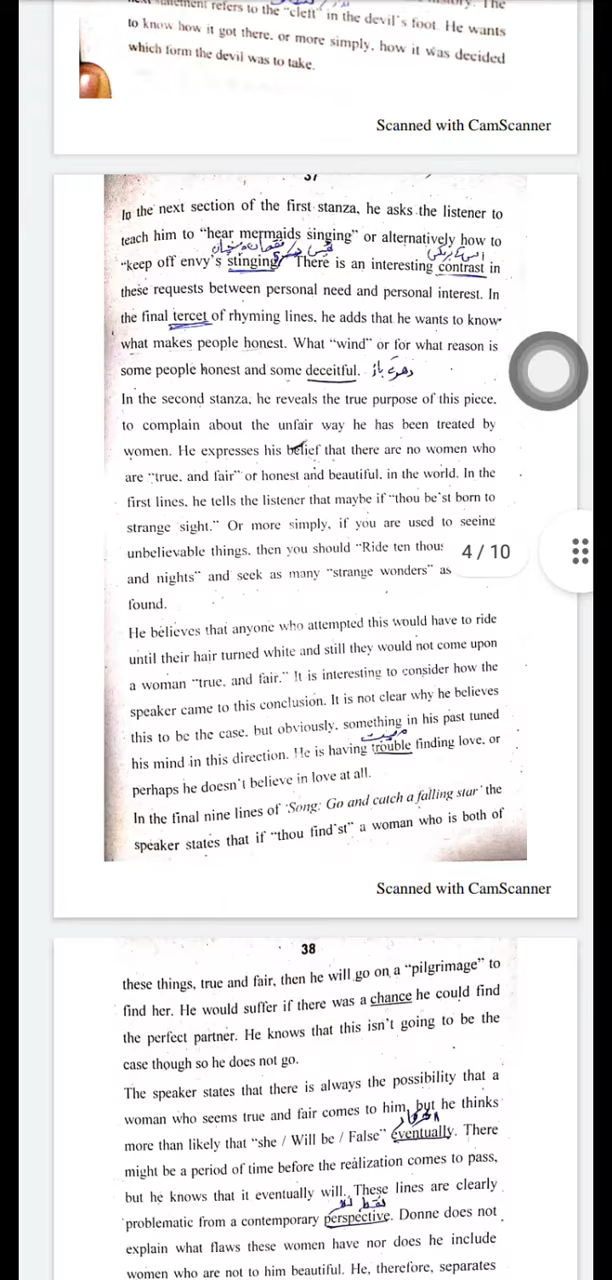 next statement refers to the "cleft" in the devil's foot. He wants
to know how it got there, or more simply, how it was decided
which form the devil was to take.
Scanned with CamScanner
37
In the next section of the first stanza, he asks the listener to
teach him to "hear mermaids singing" or alternatively how to
"keep off envy's stinging." There is an interesting contrast in
these requests between personal need and personal interest. In
the final tercet of rhyming lines, he adds that he wants to know
what makes people honest. What "wind" or for what reason is
some people honest and some deceitful. دھوکے باز
In the second stanza, he reveals the true purpose of this piece,
to complain about the unfair way he has been treated by
women. He expresses his belief that there are no women who
are "true, and fair" or honest and beautiful, in the world. In the
first lines, he tells the listener that maybe if "thou be'st born to
strange sight." Or more simply, if you are used to seeing
unbelievable things, then you should "Ride ten thous
4 / 10
and nights" and seek as many "strange wonders" as
found.
He believes that anyone who attempted this would have to ride
until their hair turned white and still they would not come upon
a woman "true, and fair." It is interesting to consider how the
speaker came to this conclusion. It is not clear why he believes
this to be the case, but obviously, something in his past tuned
مصیبت
his mind in this direction. He is having trouble finding love, or
perhaps he doesn't believe in love at all.
In the final nine lines of 'Song: Go and catch a falling star' the
speaker states that if "thou find'st" a woman who is both of
Scanned with CamScanner
38
these things, true and fair, then he will go on a "pilgrimage" to
find her. He would suffer if there was a chance he could find
the perfect partner. He knows that this isn't going to be the
case though so he does not go.
The speaker states that there is always the possibility that a
woman who seems true and fair comes to him, but he thinks
more than likely that "she / Will be / False" eventually. There
might be a period of time before the realization comes to pass,
but he knows that it eventually will. These lines are clearly
problematic from a contemporary perspective. Donne does not
explain what flaws these women have nor does he include
women who are not to him beautiful. He, therefore, separates